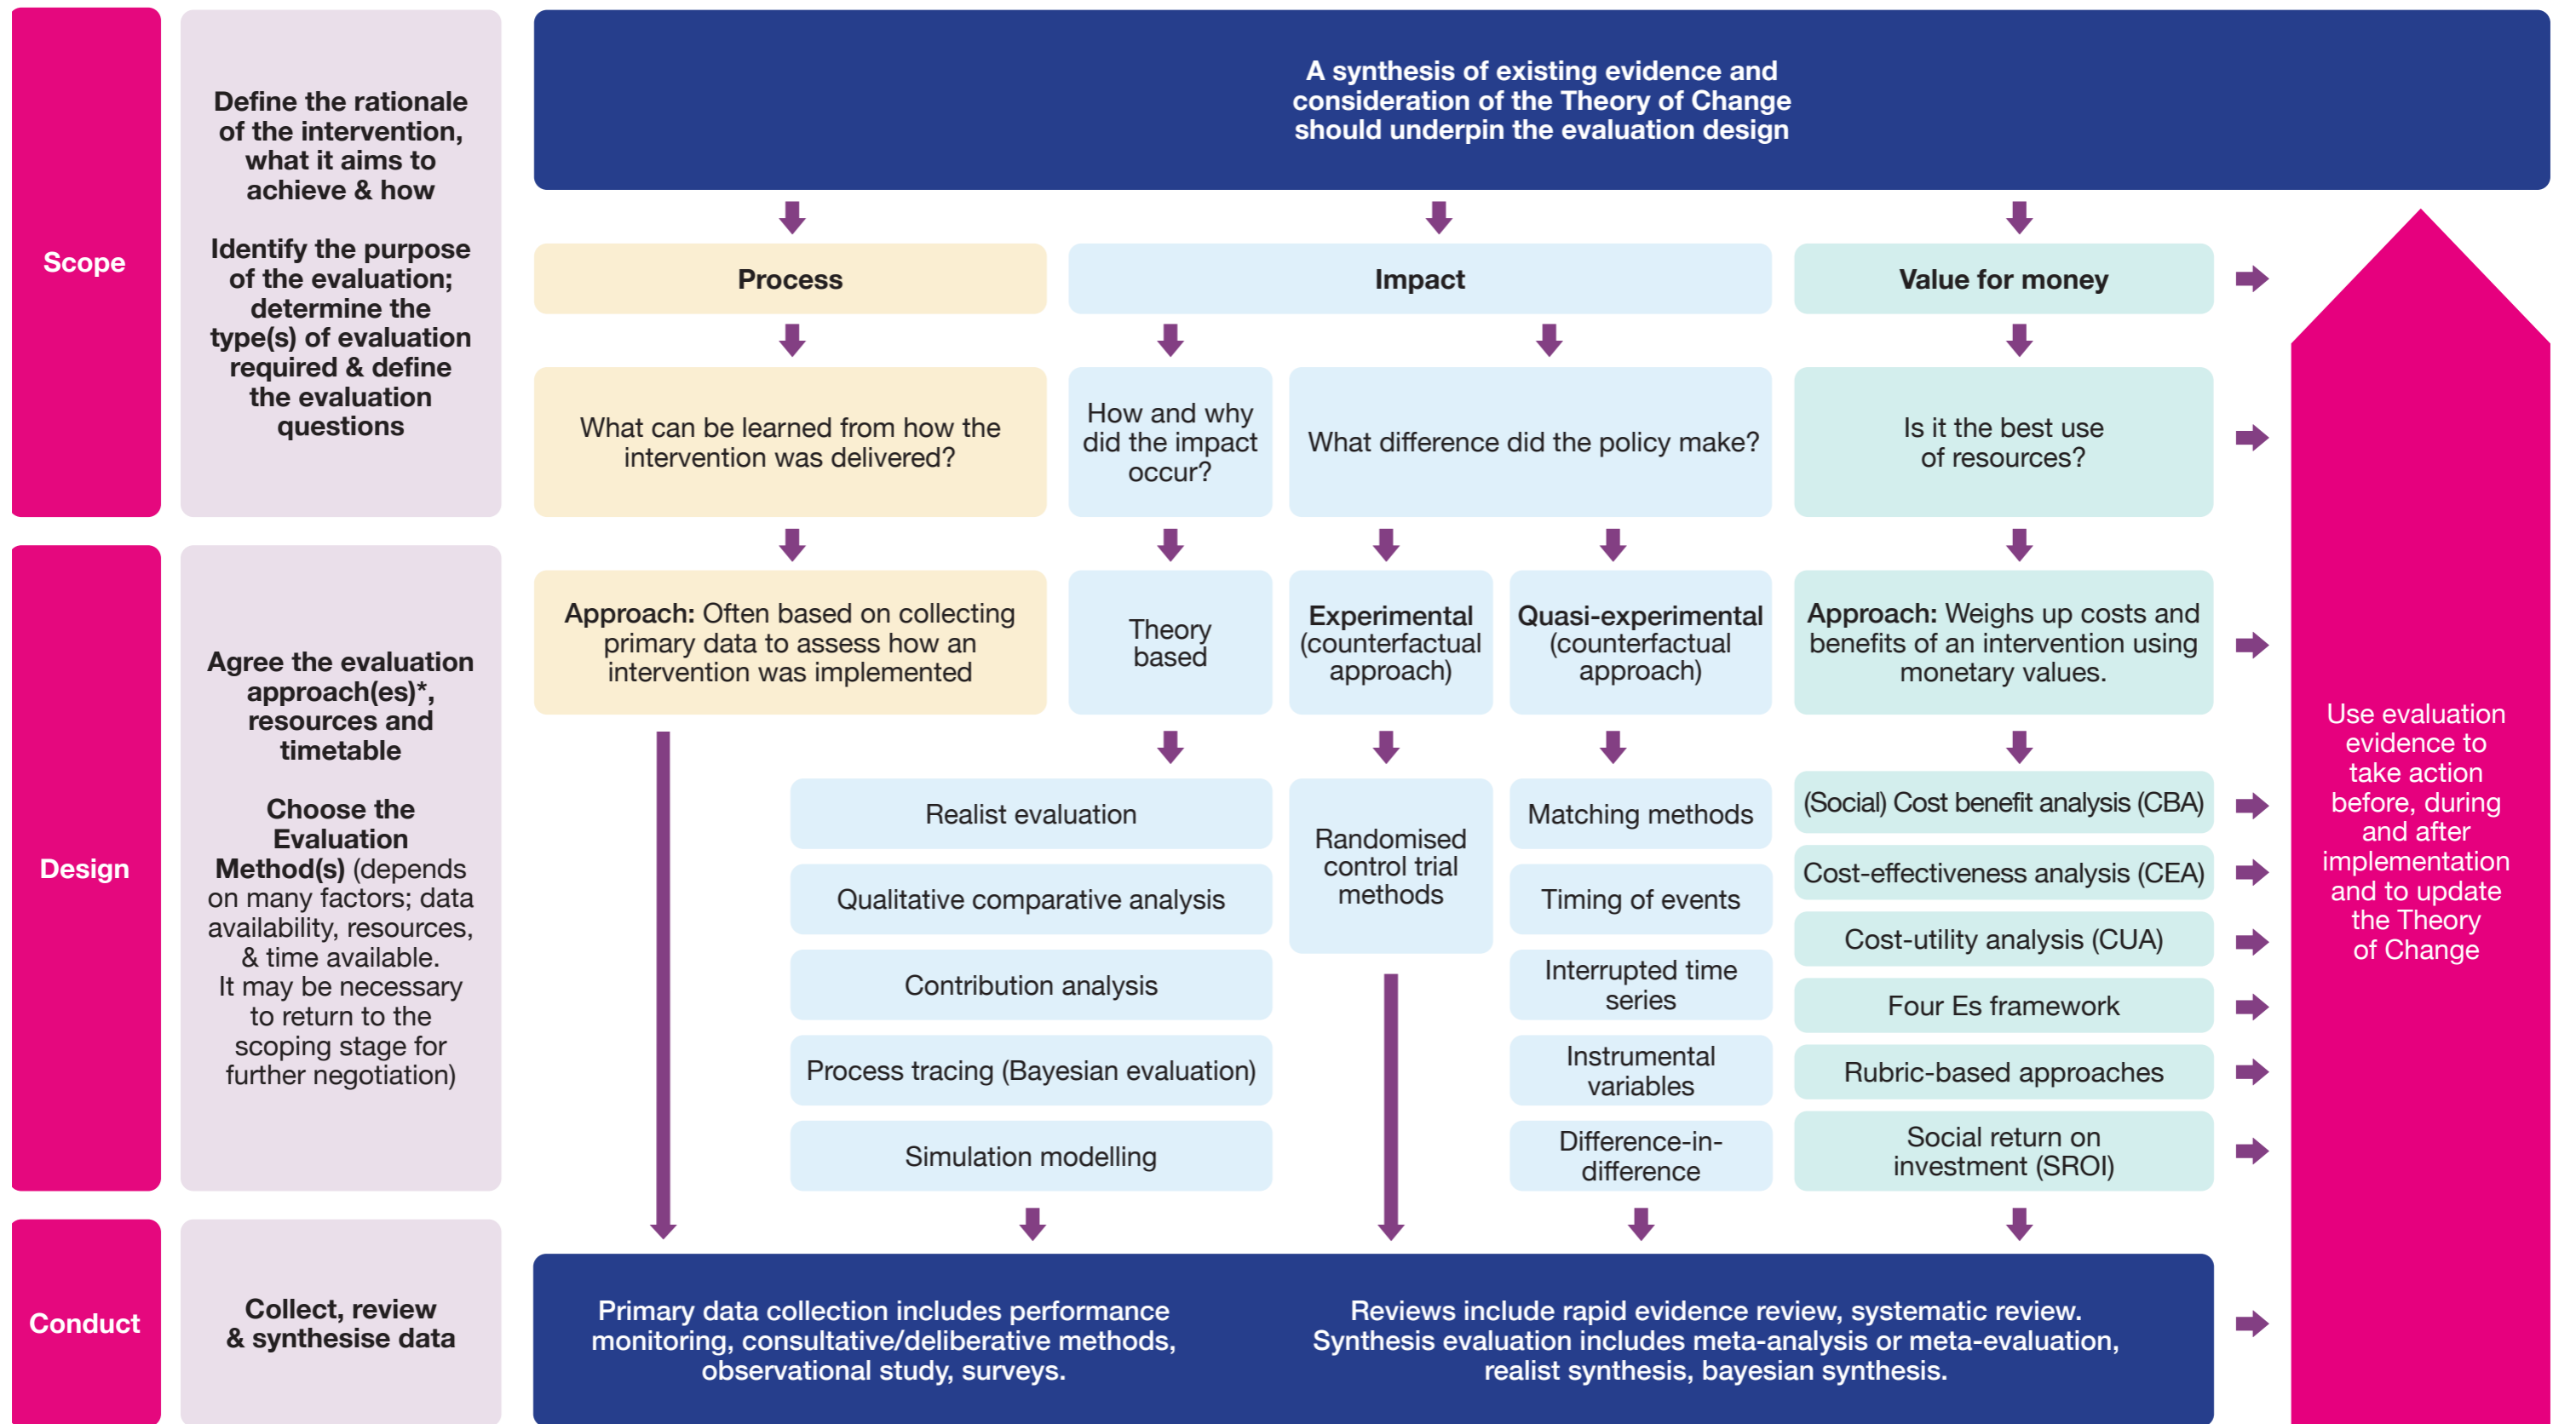 Scope
Define the rationale
of the intervention,
what it aims to
achieve & how
Identify the purpose
of the evaluation;
determine the
type(s) of evaluation
required & define
the evaluation
questions
A synthesis of existing evidence and
consideration of the Theory of Change
should underpin the evaluation design
Process
Impact
Value for money
What can be learned from how the
intervention was delivered?
How and why
did the impact
occur?
What difference did the policy make?
Is it the best use
of resources?
Design
Agree the evaluation
approach(es)*,
resources and
timetable
Choose the
Evaluation
Method(s) (depends
on many factors; data
availability, resources,
& time available.
It may be necessary
to return to the
scoping stage for
further negotiation)
Approach: Often based on collecting
primary data to assess how an
intervention was implemented
Theory
based
Experimental
(counterfactual
approach)
Quasi-experimental
(counterfactual
approach)
Approach: Weighs up costs and
benefits of an intervention using
monetary values.
Realist evaluation
Qualitative comparative analysis
Contribution analysis
Process tracing (Bayesian evaluation)
Simulation modelling
Randomised
control trial
methods
Matching methods
Timing of events
Interrupted time
series
Instrumental
variables
Difference-in-
difference
(Social) Cost benefit analysis (CBA)
Cost-effectiveness analysis (CEA)
Cost-utility analysis (CUA)
Four Es framework
Rubric-based approaches
Social return on
investment (SROI)
Conduct
Collect, review
& synthesise data
Primary data collection includes performance
monitoring, consultative/deliberative methods,
observational study, surveys.
Reviews include rapid evidence review, systematic review.
Synthesis evaluation includes meta-analysis or meta-evaluation,
realist synthesis, bayesian synthesis.
Use evaluation
evidence to
take action
before, during
and after
implementation
and to update
the Theory
of Change